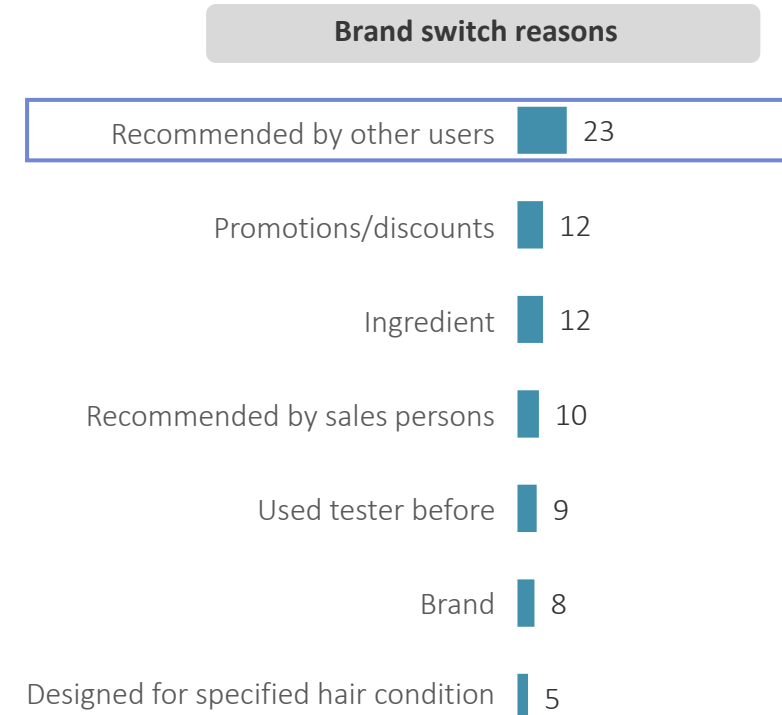 Brand switch reasons
Recommended by other users 23
Promotions/discounts 12
Ingredient 12
Recommended by sales persons 10
Used tester before 9
Brand 8
Designed for specified hair condition 5